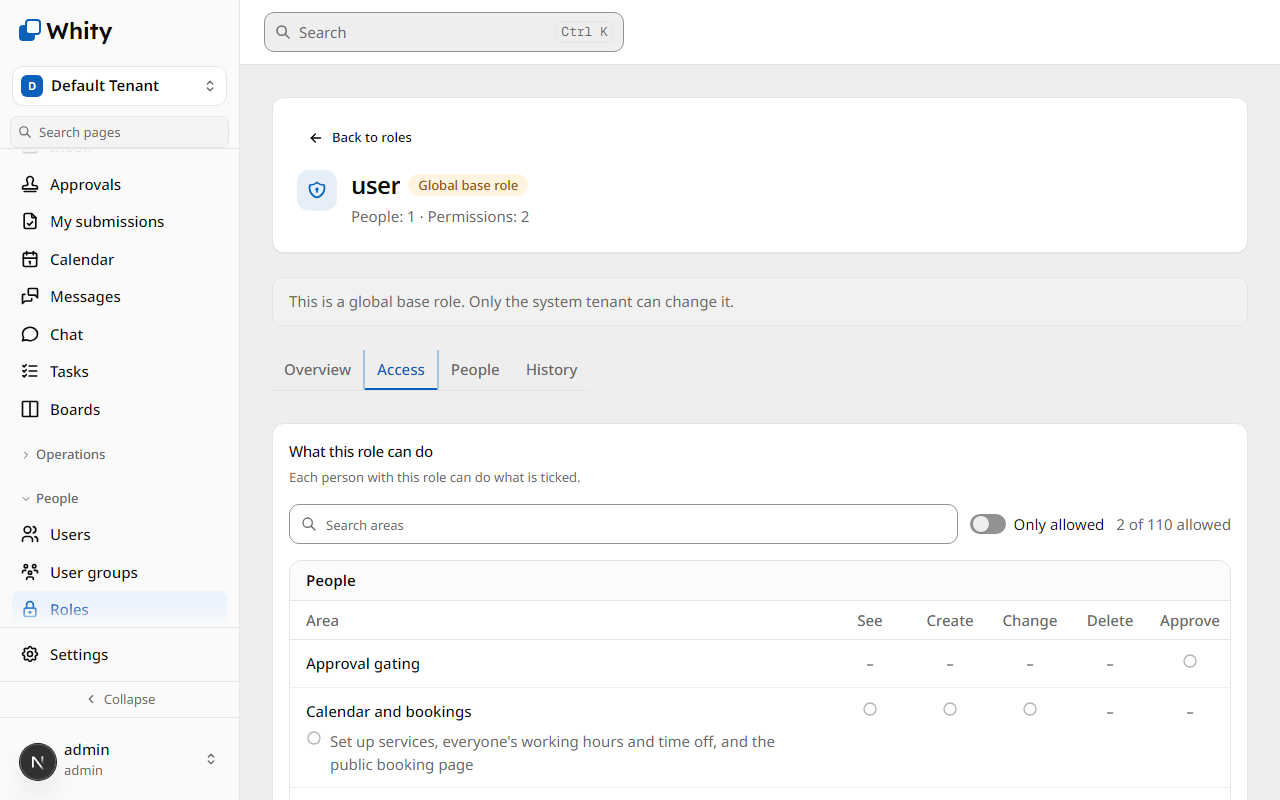 Whity
Search
Ctrl K
D
Default Tenant
Search pages
Approvals
My submissions
Calendar
Messages
Chat
Tasks
Boards
Operations
People
Users
User groups
Roles
Settings
Collapse
N
admin
admin
Back to roles
user
Global base role
People: 1 · Permissions: 2
This is a global base role. Only the system tenant can change it.
Overview
Access
People
History
What this role can do
Each person with this role can do what is ticked.
Search areas
Only allowed
2 of 110 allowed
People
Area
See
Create
Change
Delete
Approve
Approval gating
–
–
–
–
Calendar and bookings
–
–
Set up services, everyone's working hours and time off, and the
public booking page